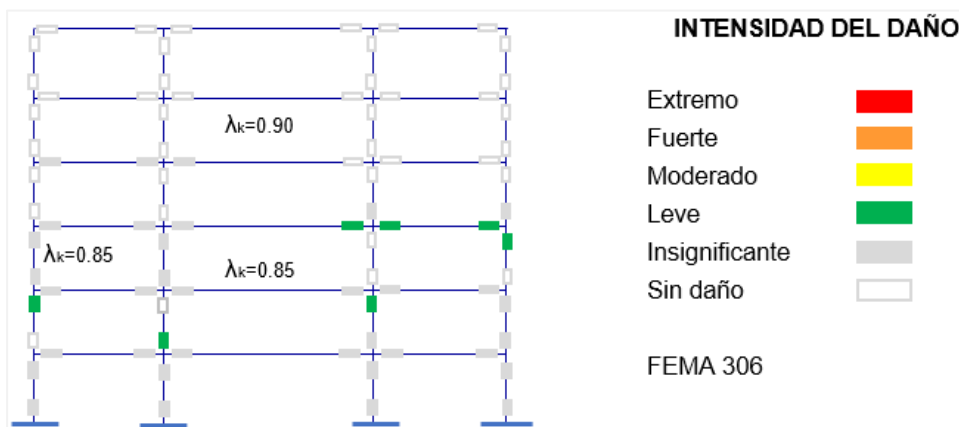 INTENSIDAD DEL DAÑO
Extremo
Fuerte
Moderado
Leve
Insignificante
Sin daño
FEMA 306
λk=0.90
λk=0.85
λk=0.85